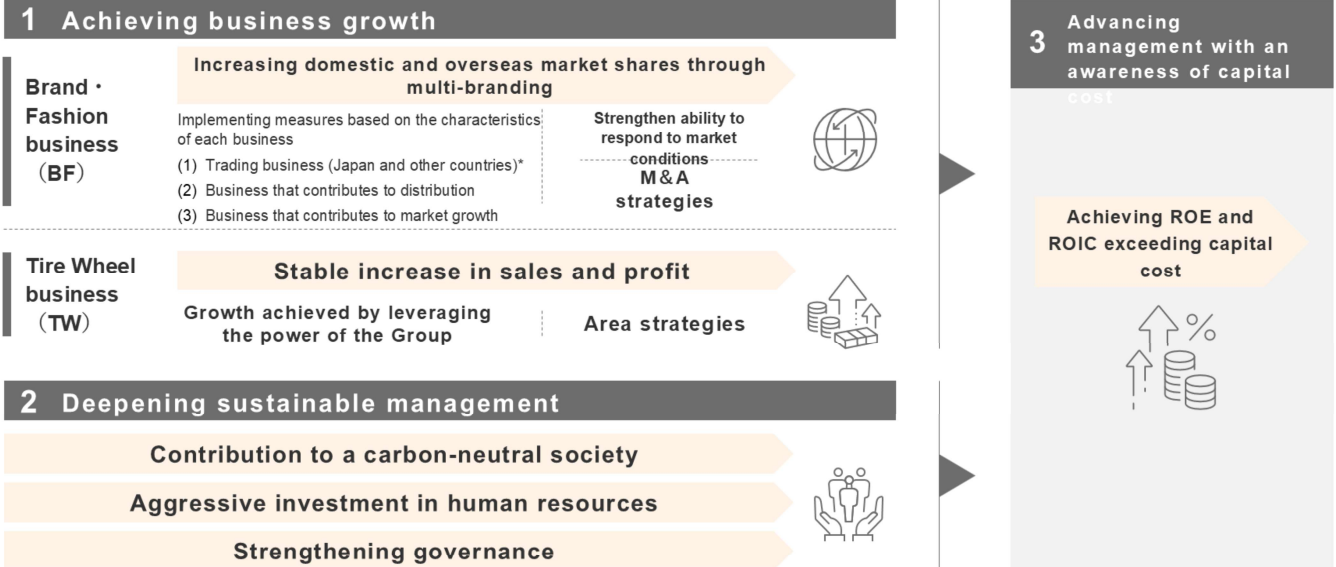 1 Achieving business growth
Brand・
Fashion
business
（BF）
Increasing domestic and overseas market shares through
multi-branding
Implementing measures based on the characteristics
of each business
(1) Trading business (Japan and other countries)*
(2) Business that contributes to distribution
(3) Business that contributes to market growth
Strengthen ability to
respond to market
conditions
M&A
strategies
Tire Wheel
business
（TW）
Stable increase in sales and profit
Growth achieved by leveraging
the power of the Group
Area strategies
2 Deepening sustainable management
Contribution to a carbon-neutral society
Aggressive investment in human resources
Strengthening governance
3 Advancing
management with an
awareness of capital
cost
Achieving ROE and
ROIC exceeding capital
cost
%